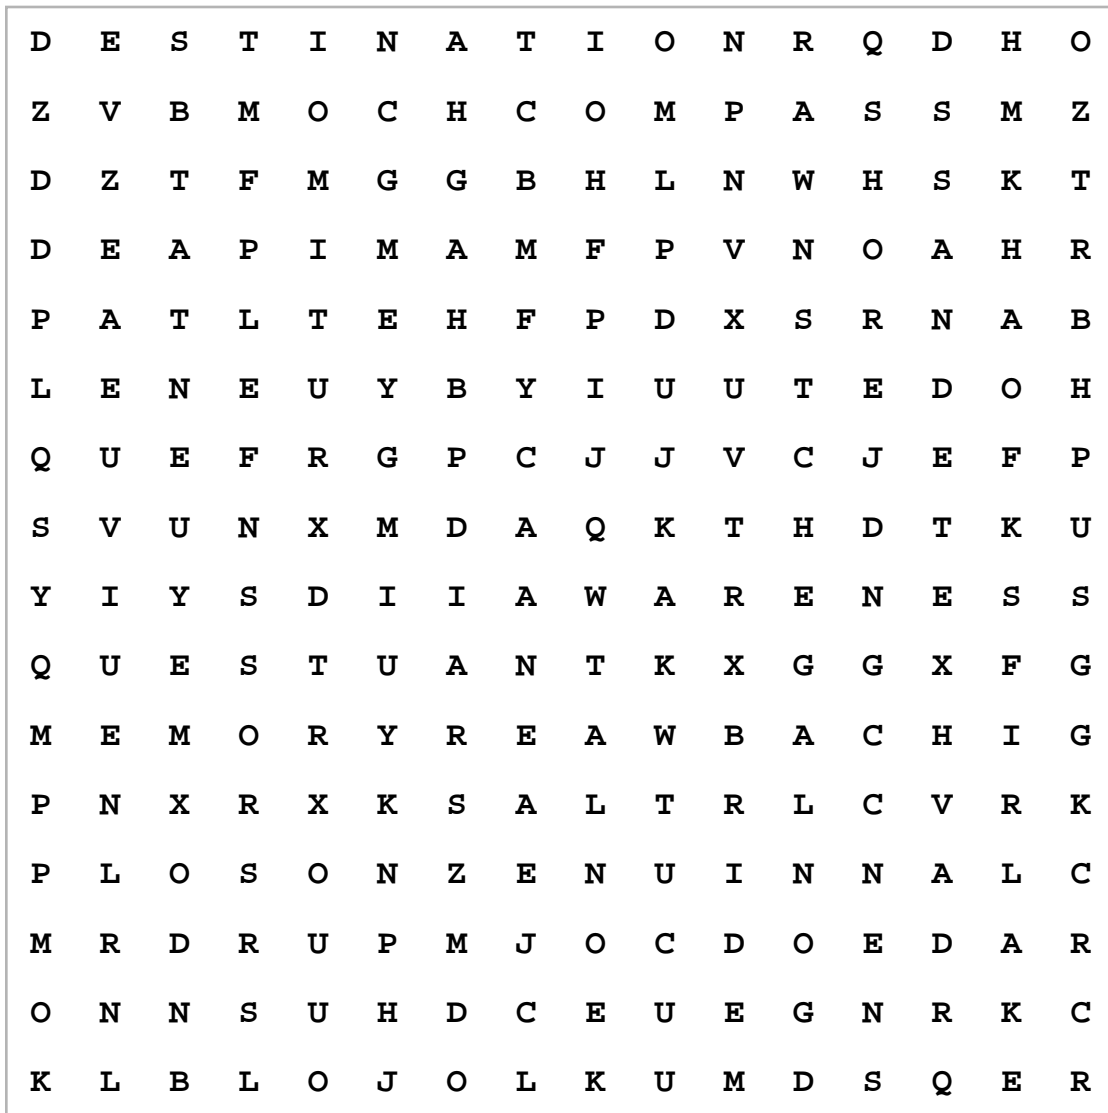 D E S T I N A T I O N R Q D H O
Z V B M O C H C O M P A S S M Z
D Z T F M G G B H L N W H S K T
D E A P I M A M F P V N O A H R
P A T L T E H F P D X S R N A B
L E N E U Y B Y I U U T E D O H
Q U E F R G P C J J V C J E F P
S V U N X M D A Q K T H D T K U
Y I Y S D I I A W A R E N E S S
Q U E S T U A N T K X G G X F G
M E M O R Y R E A W B A C H I G
P N X R X K S A L T R L C V R K
P L O S O N Z E N U I N N A L C
M R D R U P M J O C D O E D A R
O N N S U H D C E U E G N R K C
K L B L O J O L K U M D S Q E R